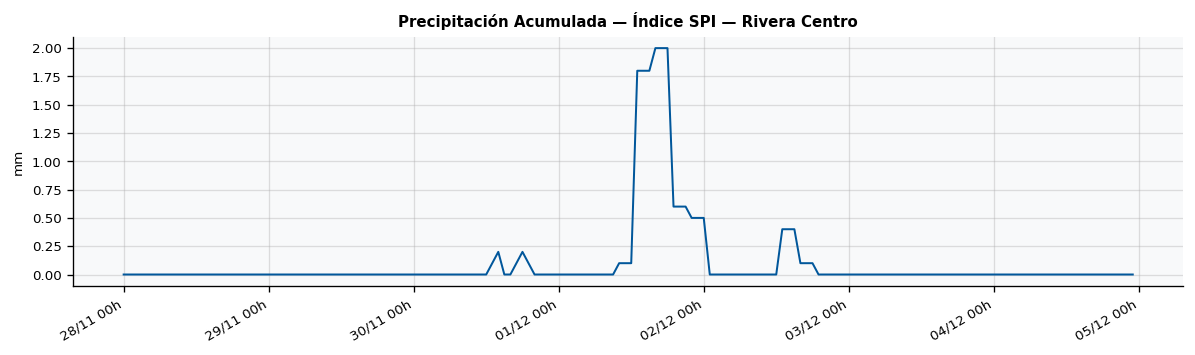 Precipitación Acumulada — Índice SPI — Rivera Centro
mm
2.00
1.75
1.50
1.25
1.00
0.75
0.50
0.25
0.00
28/11 00h
29/11 00h
30/11 00h
01/12 00h
02/12 00h
03/12 00h
04/12 00h
05/12 00h